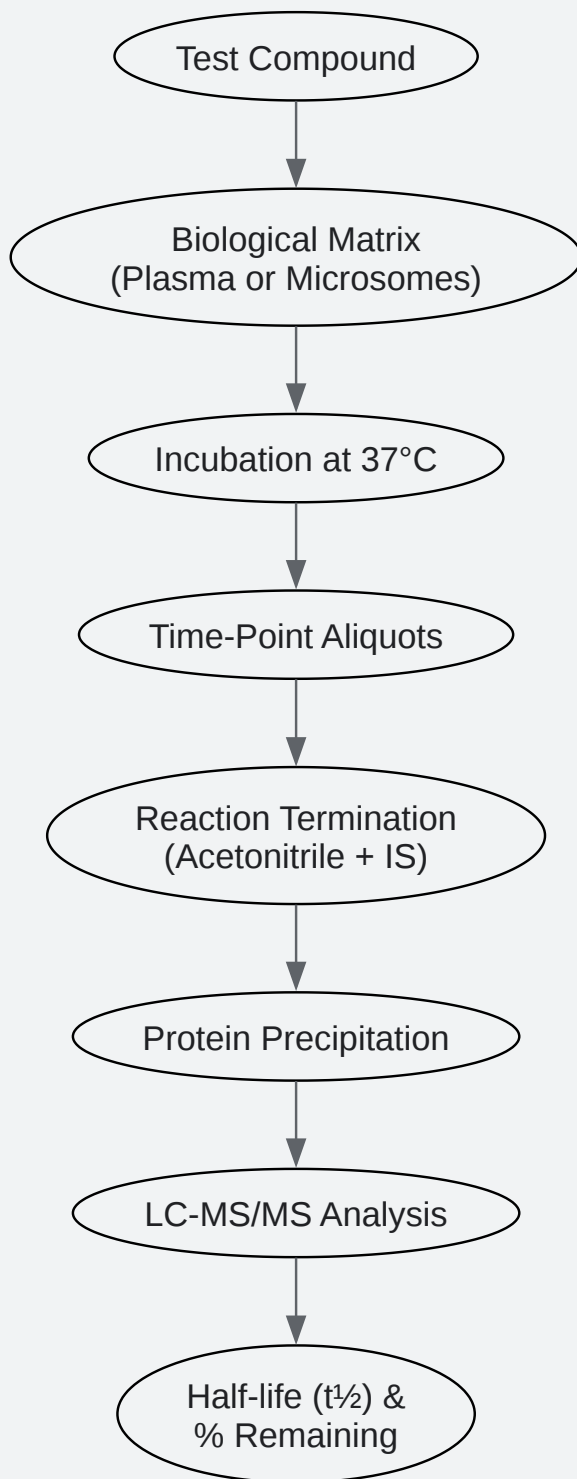 Test Compound
Biological Matrix
(Plasma or Microsomes)
Incubation at 37°C
Time-Point Aliquots
Reaction Termination
(Acetonitrile + IS)
Protein Precipitation
LC-MS/MS Analysis
Half-life (t½) &
% Remaining